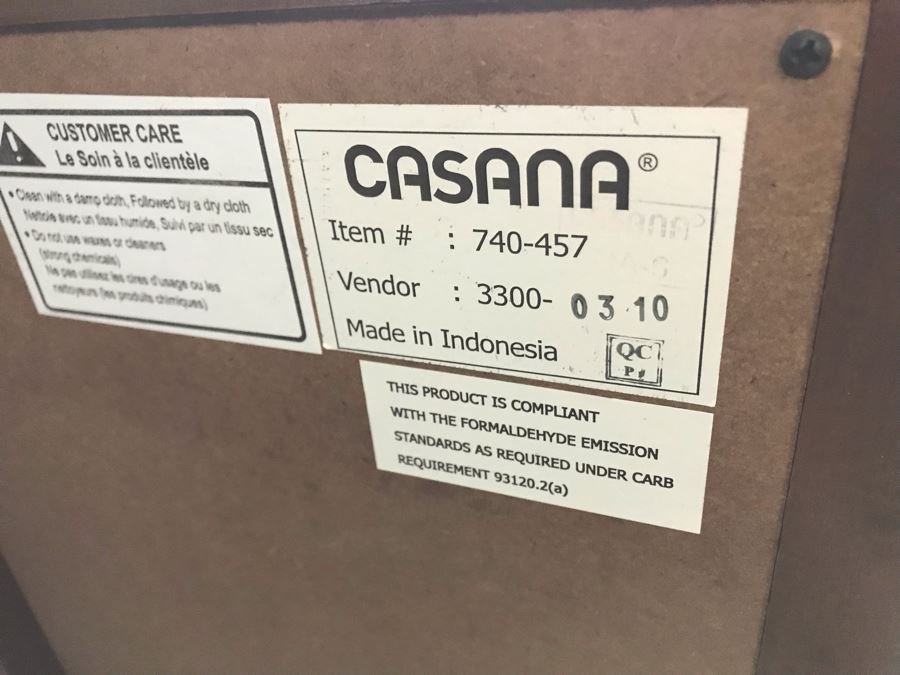 CUSTOMER CARE
Le Soin à la clientèle
• Clean with a damp cloth, Followed by a dry cloth
Nettoie avec un tissu humide, Suivi par un tissu sec
• Do not use waxes or cleaners
(strong chemicals)
Ne pas utilisez les cires d'usage ou les
nettoyeurs (les produits chimiques)
CASANA®
Item # : 740-457
Vendor : 3300- 03 10
Made in Indonesia
QC
THIS PRODUCT IS COMPLIANT
WITH THE FORMALDEHYDE EMISSION
STANDARDS AS REQUIRED UNDER CARB
REQUIREMENT 93120.2(a)